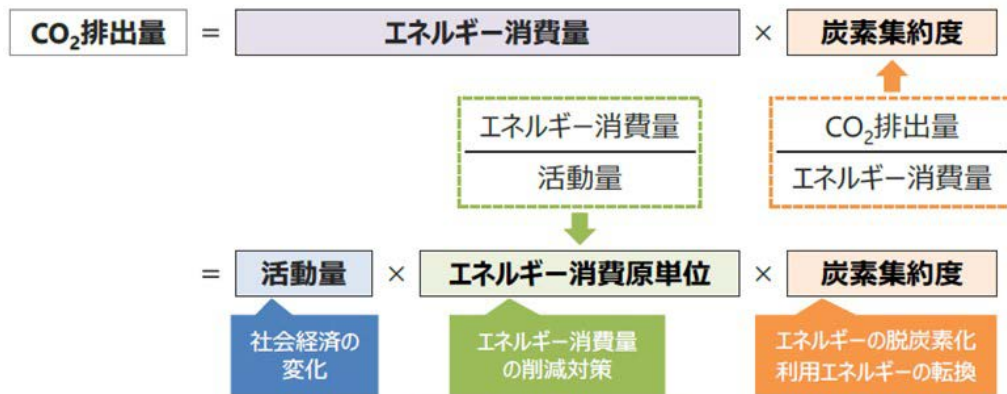 CO₂排出量 = エネルギー消費量 × 炭素集約度
エネルギー消費量
活動量
CO₂排出量
エネルギー消費量
= 活動量 × エネルギー消費原単位 × 炭素集約度
社会経済の
変化
エネルギー消費量
の削減対策
エネルギーの脱炭素化
利用エネルギーの転換